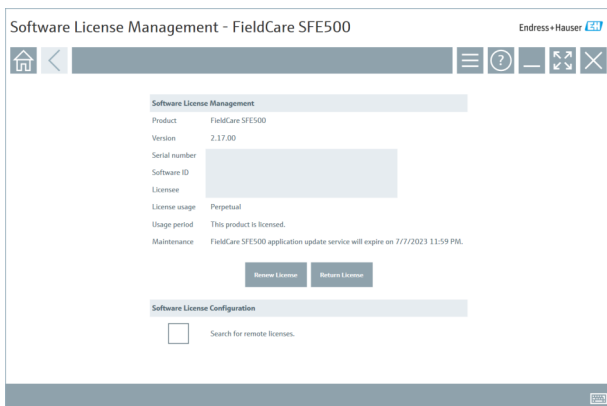 Software License Management - FieldCare SFE500
Endress+Hauser EH
?
Software License Management
Product FieldCare SFE500
Version 2.17.00
Serial number
Software ID
Licensee
License usage Perpetual
Usage period This product is licensed.
Maintenance FieldCare SFE500 application update service will expire on 7/7/2023 11:59 PM.
Renew License Return License
Software License Configuration
Search for remote licenses.